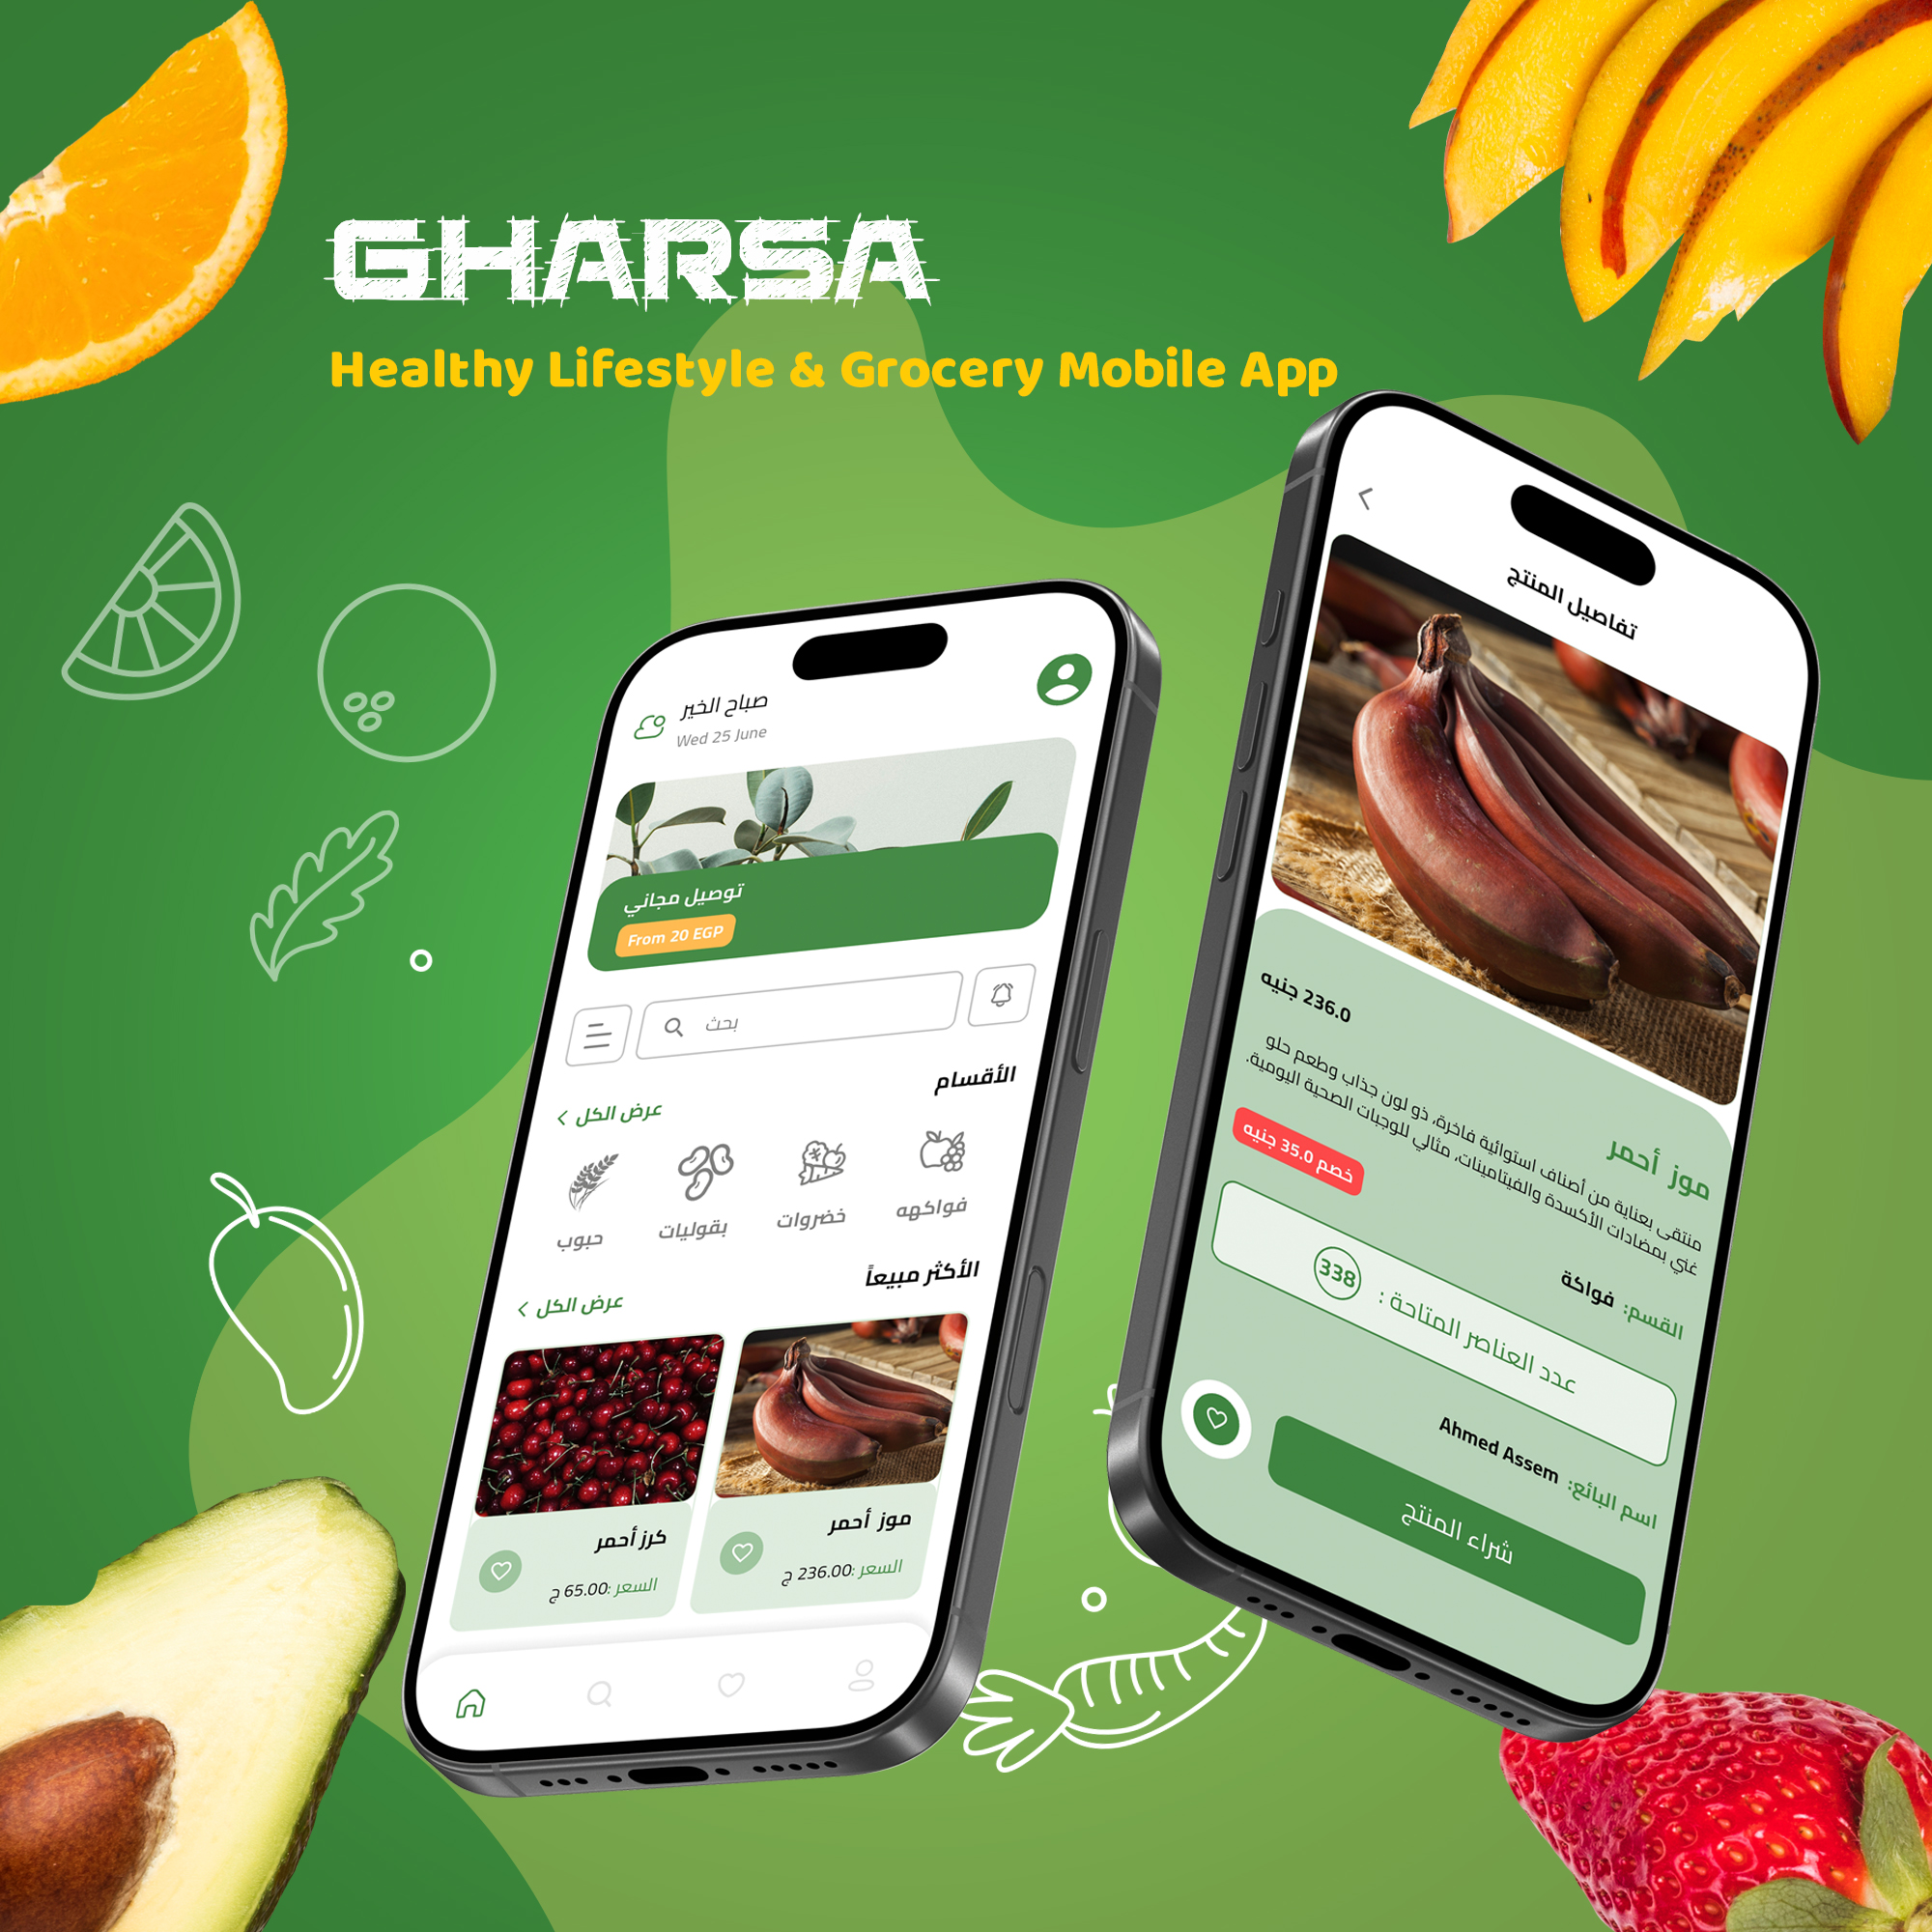 GHARSA
Healthy Lifestyle & Grocery Mobile App
صباح الخير
Wed 25 June
توصيل مجاني
From 20 EGP
بحث
الأقسام
عرض الكل
فواكهه
خضروات
بقوليات
حبوب
الأكثر مبيعاً
عرض الكل
موز أحمر
السعر :236.00 ج
كرز أحمر
السعر :65.00 ج
تفاصيل المنتج
236.0 جنيه
موز أحمر
منتقى بعناية من أصناف استوائية فاخرة، ذو لون جذاب وطعم حلو
غني بمضادات الأكسدة والفيتامينات، مثالي للوجبات الصحية اليومية.
خصم 35.0 جنيه
القسم: فواكة
عدد العناصر المتاحة : 338
اسم البائع: Ahmed Assem
شراء المنتج